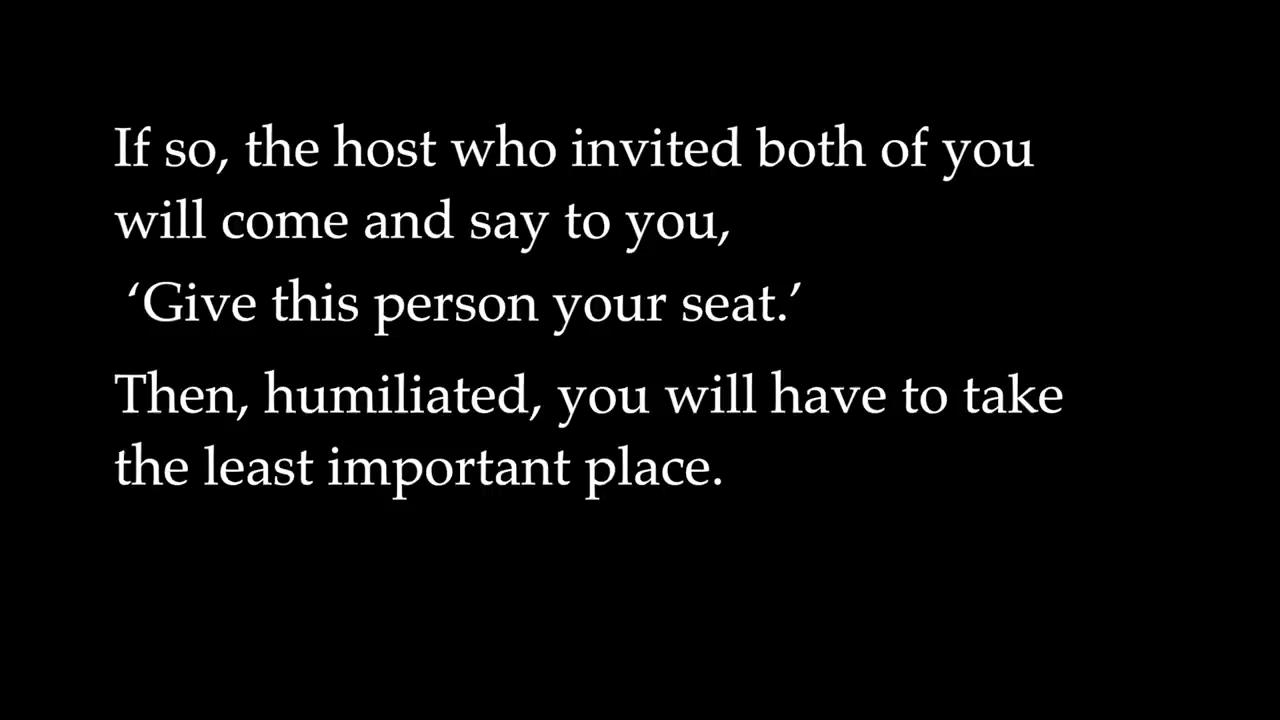 If so, the host who invited both of you
will come and say to you,
‘Give this person your seat.’
Then, humiliated, you will have to take
the least important place.